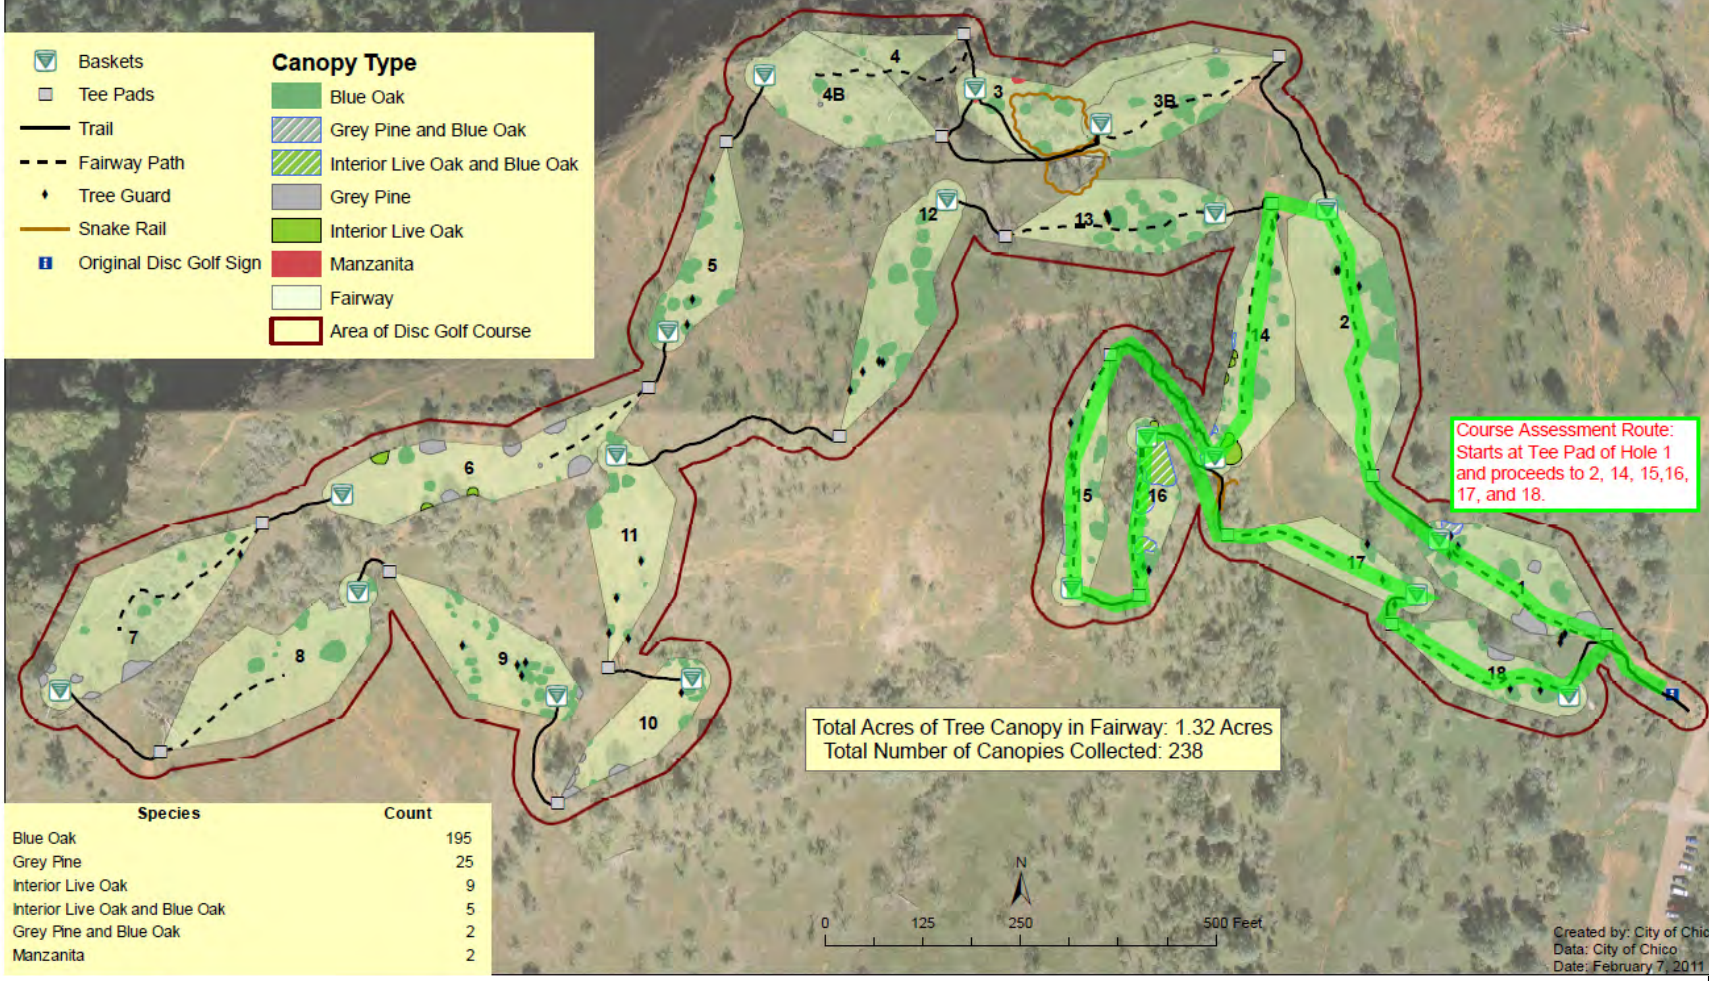 Baskets
Tee Pads
Trail
Fairway Path
Tree Guard
Snake Rail
Original Disc Golf Sign
Canopy Type
Blue Oak
Grey Pine and Blue Oak
Interior Live Oak and Blue Oak
Grey Pine
Interior Live Oak
Manzanita
Fairway
Area of Disc Golf Course
4
4B
3
3B
12
13
5
14
2
6
15
16
11
17
1
7
8
9
18
10
Course Assessment Route:
Starts at Tee Pad of Hole 1
and proceeds to 2, 14, 15,16,
17, and 18.
Total Acres of Tree Canopy in Fairway: 1.32 Acres
Total Number of Canopies Collected: 238
Species Count
Blue Oak 195
Grey Pine 25
Interior Live Oak 9
Interior Live Oak and Blue Oak 5
Grey Pine and Blue Oak 2
Manzanita 2
N
0 125 250 500 Feet
Created by: City of Chic
Data: City of Chico
Date: February 7, 2011